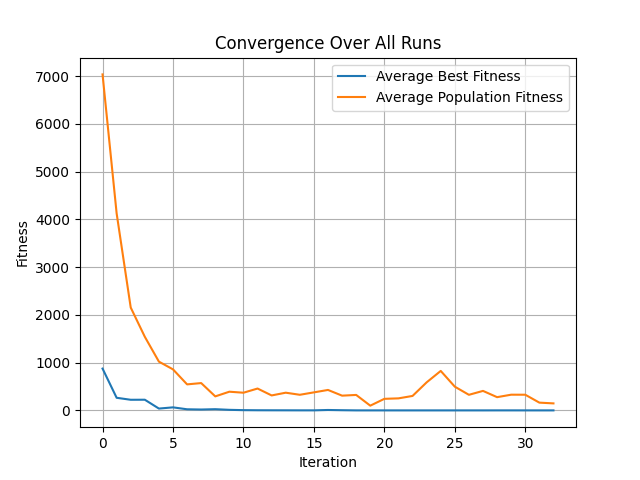 Convergence Over All Runs
Average Best Fitness
Average Population Fitness
7000
6000
5000
4000
3000
2000
1000
0
Fitness
0 5 10 15 20 25 30
Iteration